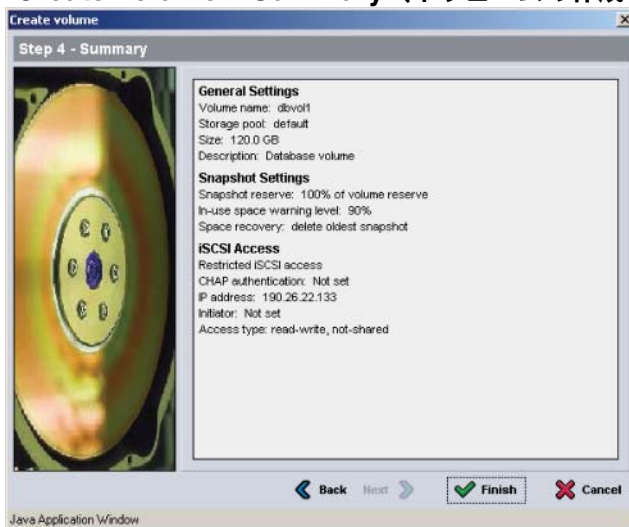 Create volume
Step 4 - Summary
General Settings
Volume name: dbvol1
Storage pool: default
Size: 120.0 GB
Description: Database volume
Snapshot Settings
Snapshot reserve: 100% of volume reserve
In-use space warning level: 90%
Space recovery: delete oldest snapshot
iSCSI Access
Restricted iSCSI access
CHAP authentication: Not set
IP address: 190.26.22.133
Initiator: Not set
Access type: read-write, not-shared
Back Next Finish Cancel
Java Application Window